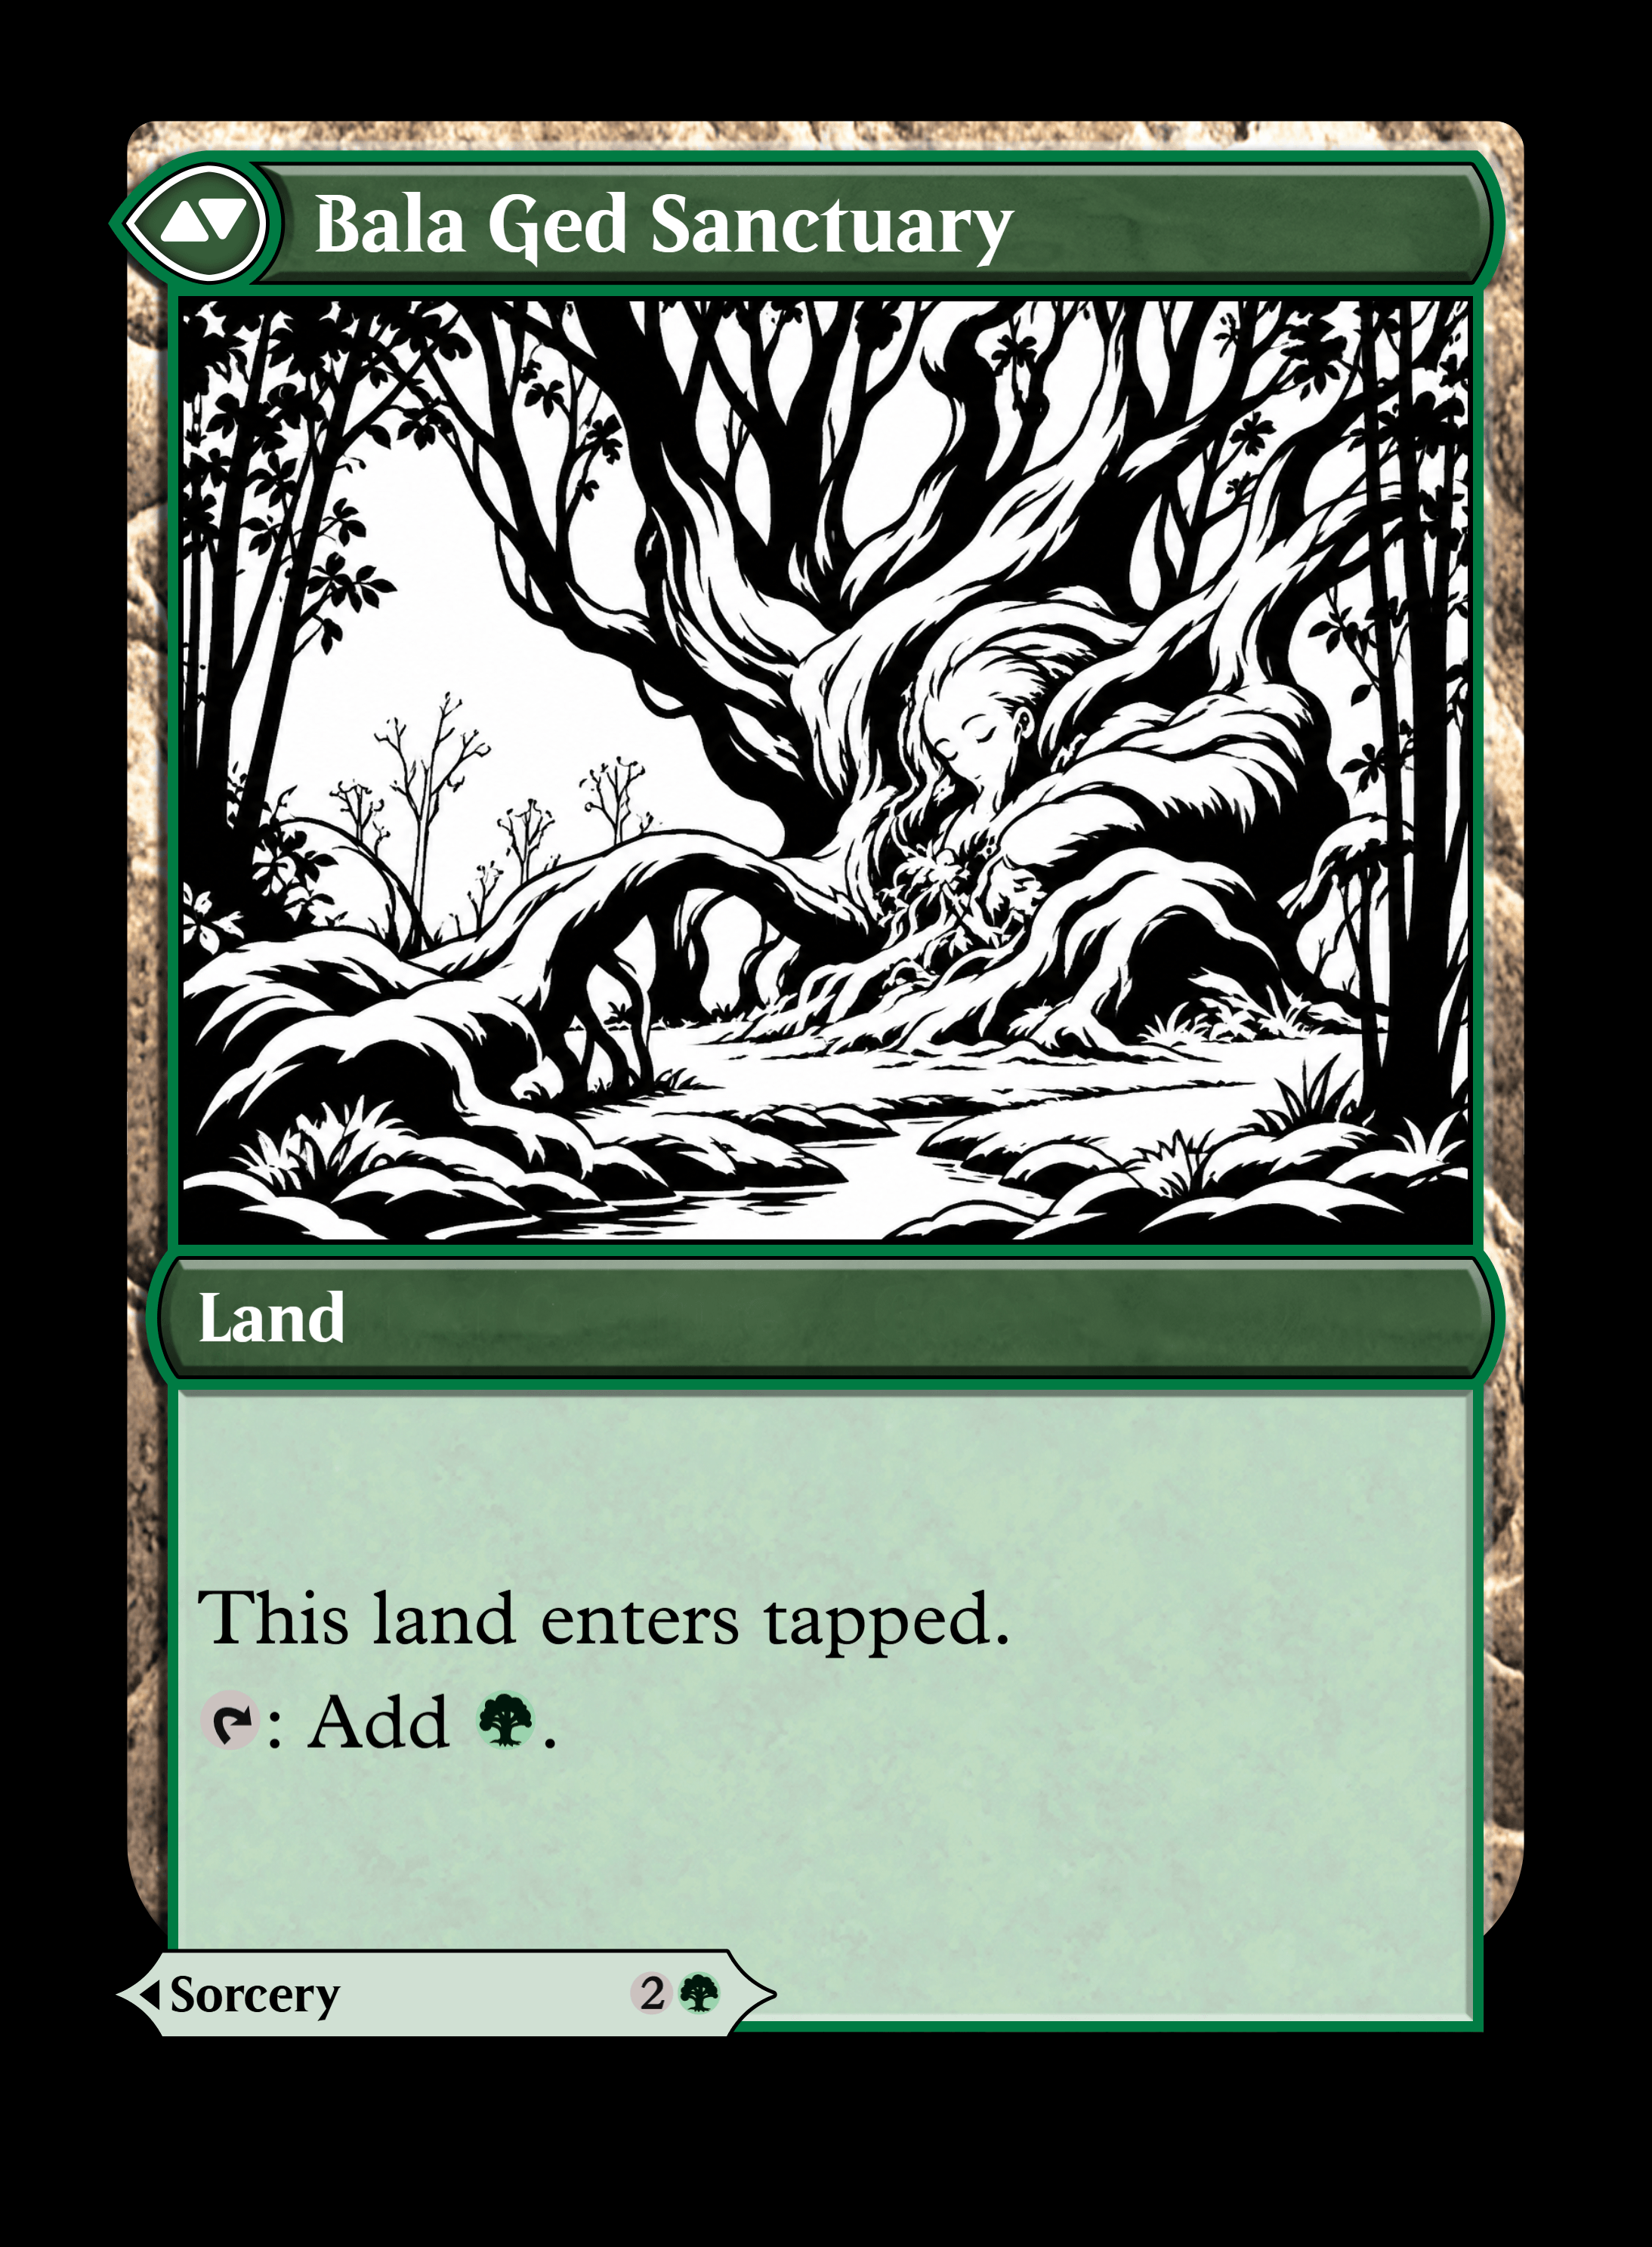 Bala Ged Sanctuary
Land
This land enters tapped.
: Add .
Sorcery 2